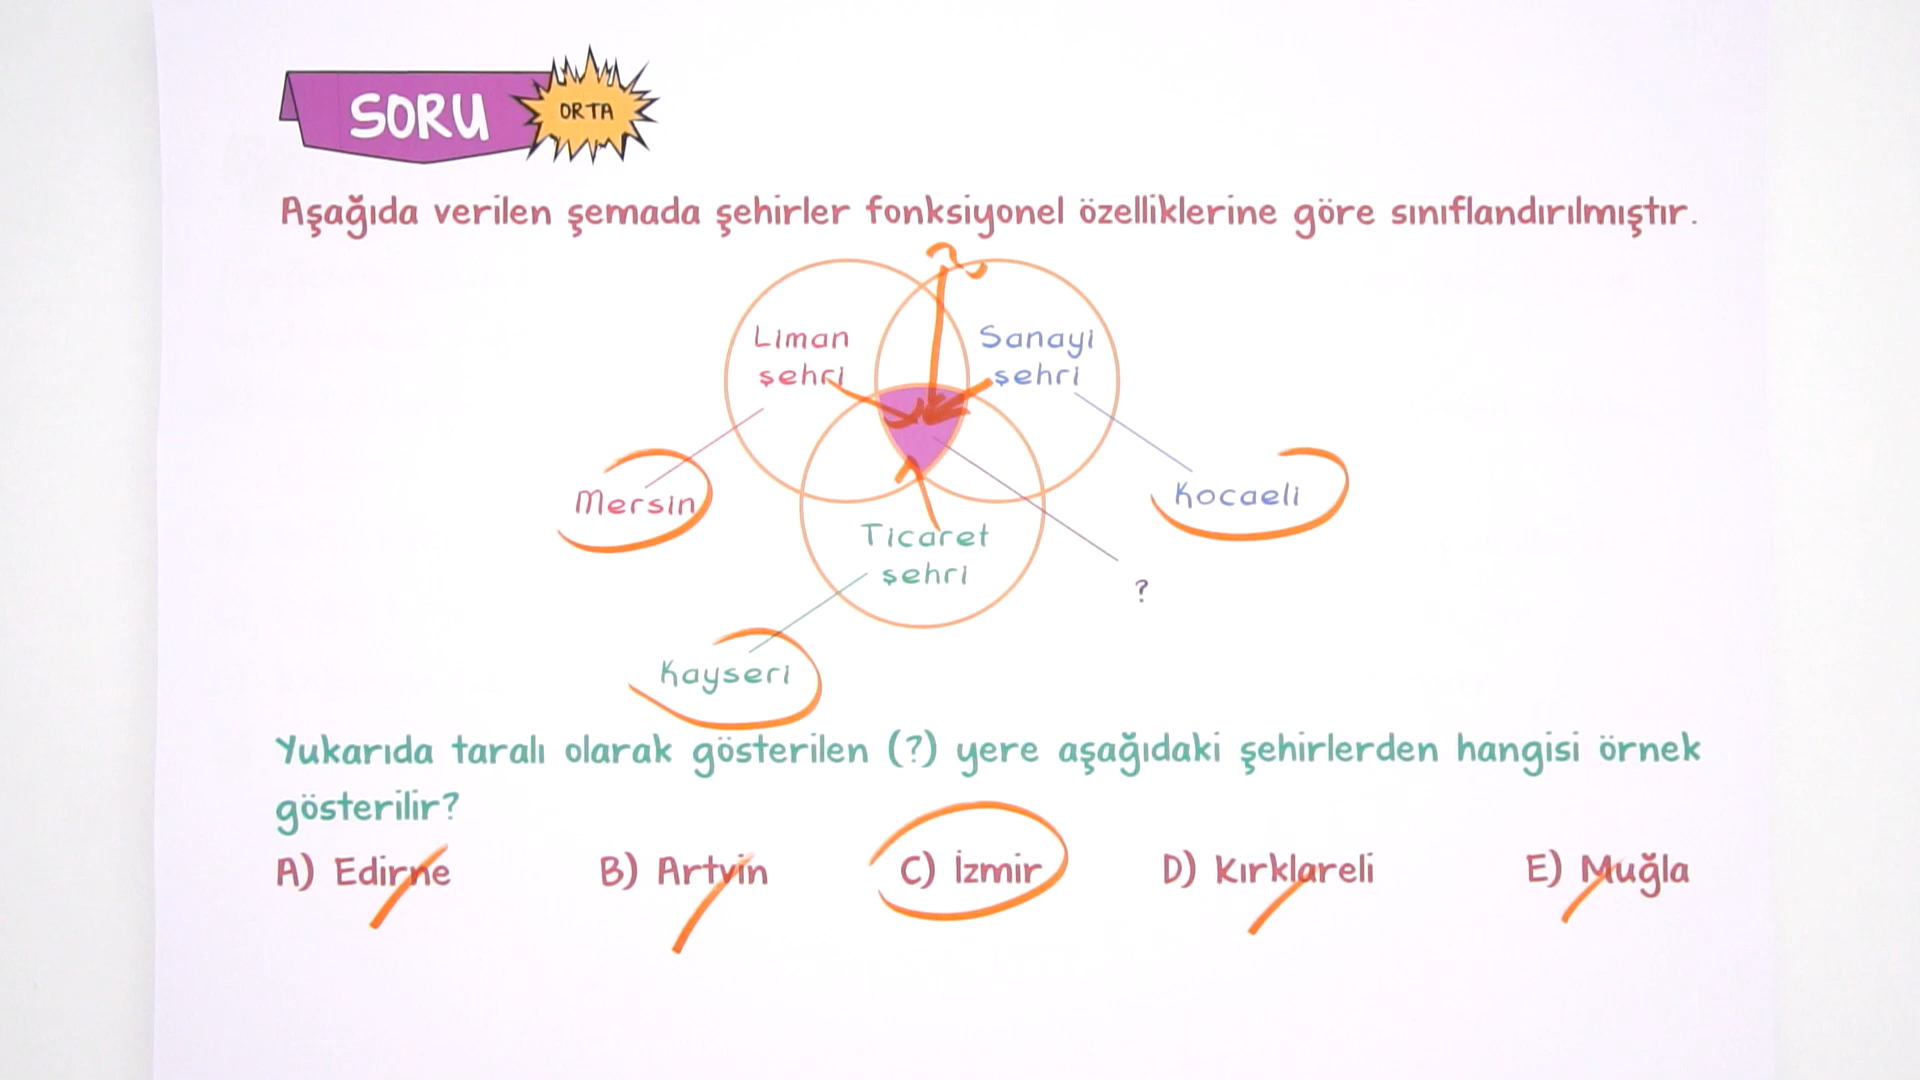 SORU
ORTA
Aşağıda verilen şemada şehirler fonksiyonel özelliklerine göre sınıflandırılmıştır.
?
Liman
şehri
Sanayi
şehri
Mersin
Kocaeli
Ticaret
şehri
?
Kayseri
Yukarıda taralı olarak gösterilen (?) yere aşağıdaki şehirlerden hangisi örnek
gösterilir?
A) Edirne B) Artvin C) İzmir D) Kırklareli E) Muğla